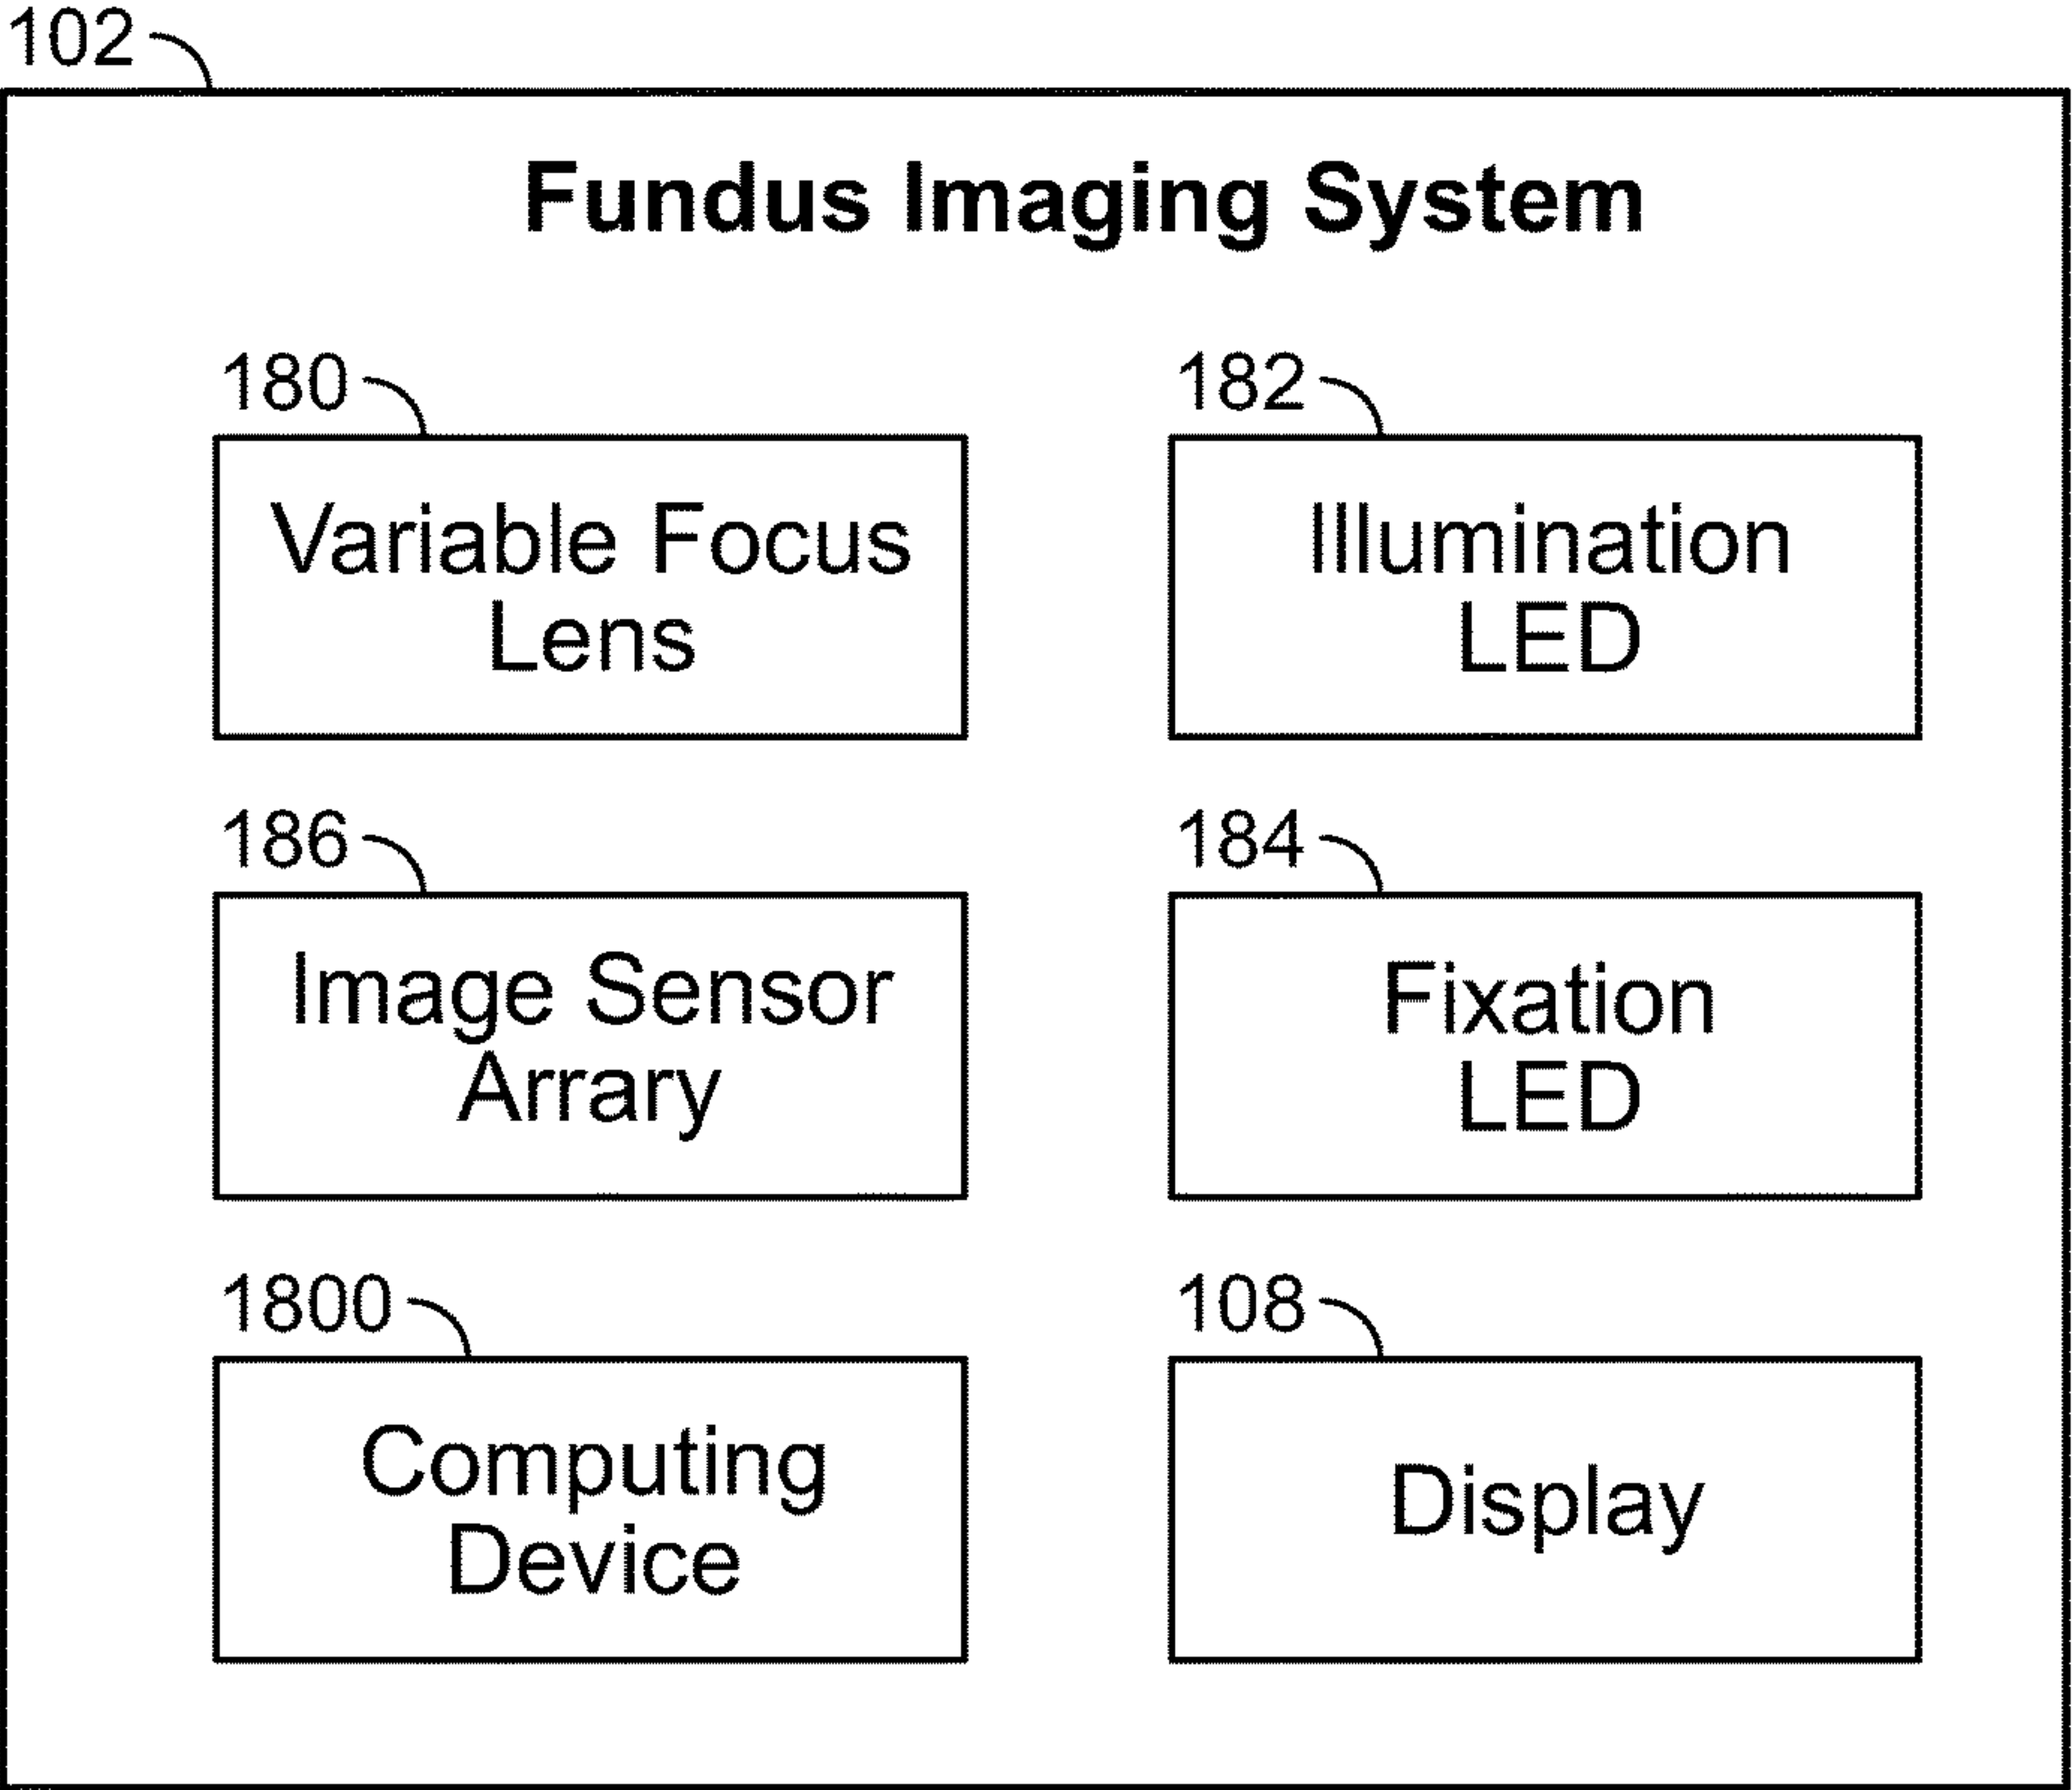 102
Fundus Imaging System
180
Variable Focus
Lens
182
Illumination
LED
186
Image Sensor
Arrary
184
Fixation
LED
1800
Computing
Device
108
Display